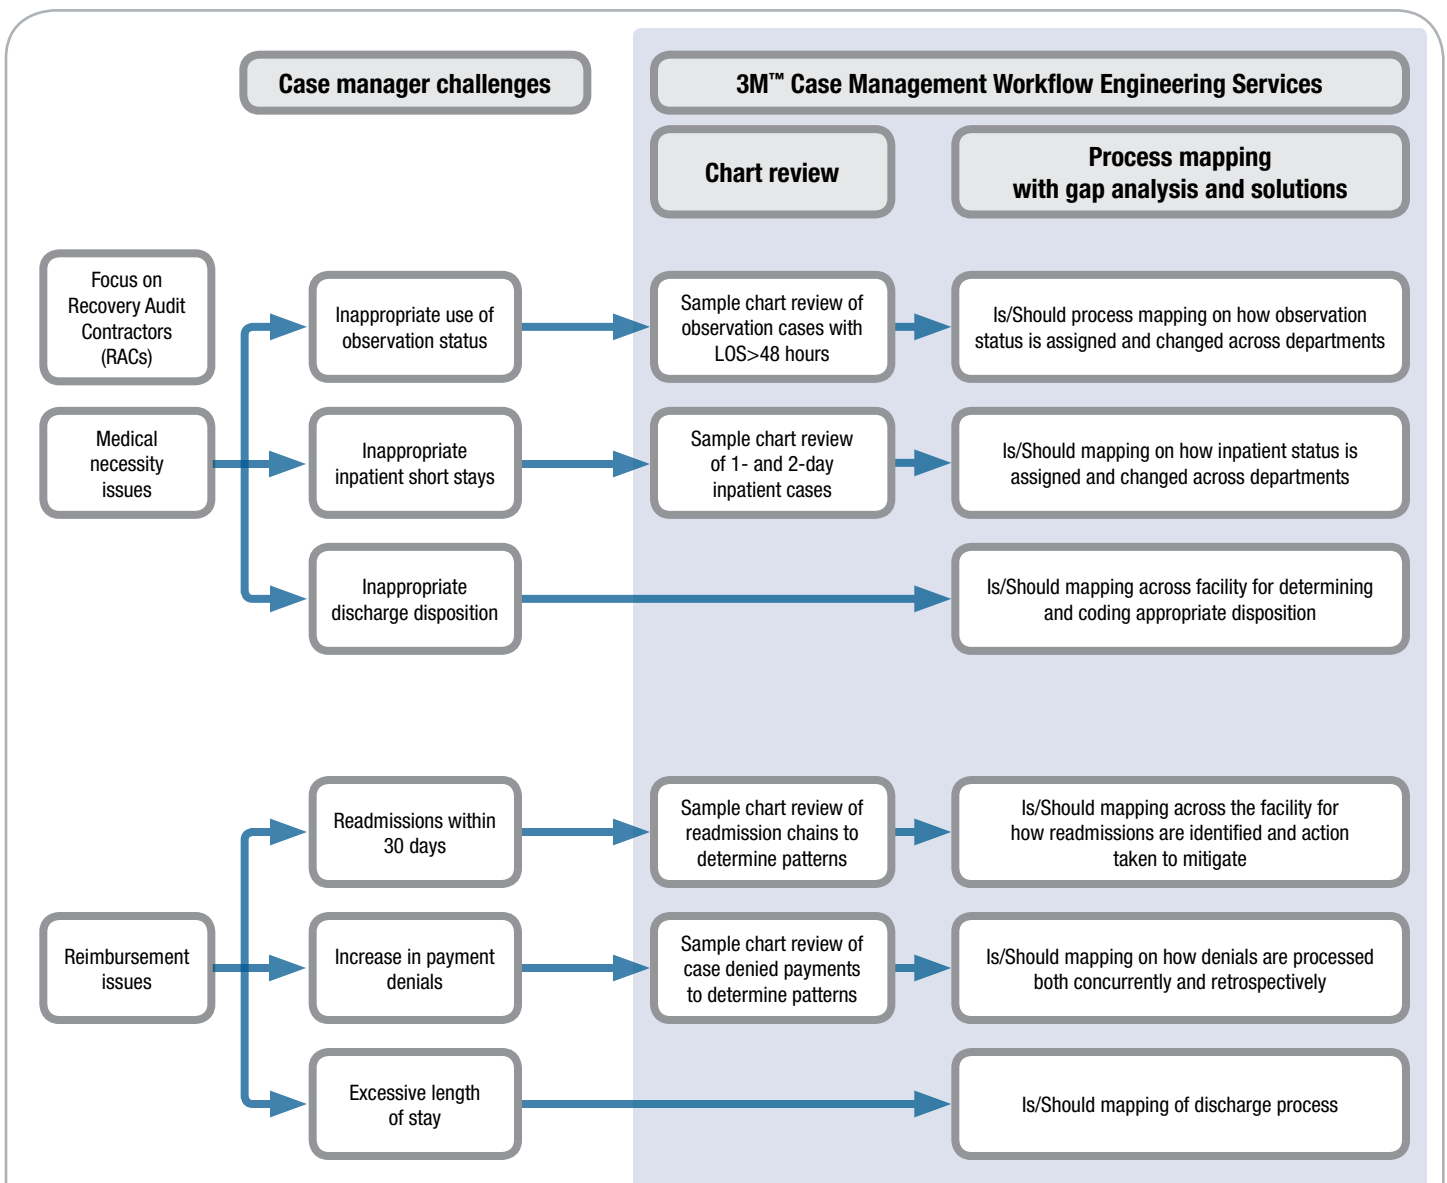 Case manager challenges
3M™ Case Management Workflow Engineering Services
Chart review
Process mapping
with gap analysis and solutions
Focus on
Recovery Audit
Contractors
(RACs)
Inappropriate use of
observation status
Sample chart review of
observation cases with
LOS>48 hours
Is/Should process mapping on how observation
status is assigned and changed across departments
Medical
necessity
issues
Inappropriate
inpatient short stays
Sample chart review
of 1- and 2-day
inpatient cases
Is/Should mapping on how inpatient status is
assigned and changed across departments
Inappropriate
discharge disposition
Is/Should mapping across facility for determining
and coding appropriate disposition
Readmissions within
30 days
Sample chart review of
readmission chains to
determine patterns
Is/Should mapping across the facility for
how readmissions are identified and action
taken to mitigate
Reimbursement
issues
Increase in payment
denials
Sample chart review of
case denied payments
to determine patterns
Is/Should mapping on how denials are processed
both concurrently and retrospectively
Excessive length
of stay
Is/Should mapping of discharge process